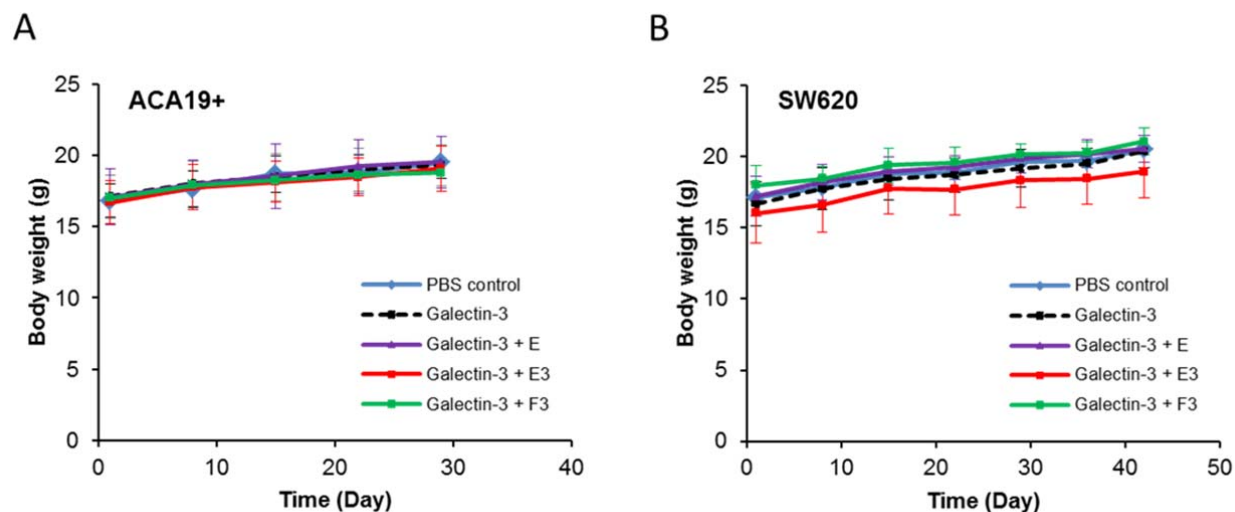 A
ACA19+
Body weight (g)
25
20
15
10
5
0
PBS control
Galectin-3
Galectin-3 + E
Galectin-3 + E3
Galectin-3 + F3
0 10 20 30 40
Time (Day)
B
SW620
Body weight (g)
25
20
15
10
5
0
PBS control
Galectin-3
Galectin-3 + E
Galectin-3 + E3
Galectin-3 + F3
0 10 20 30 40 50
Time (Day)